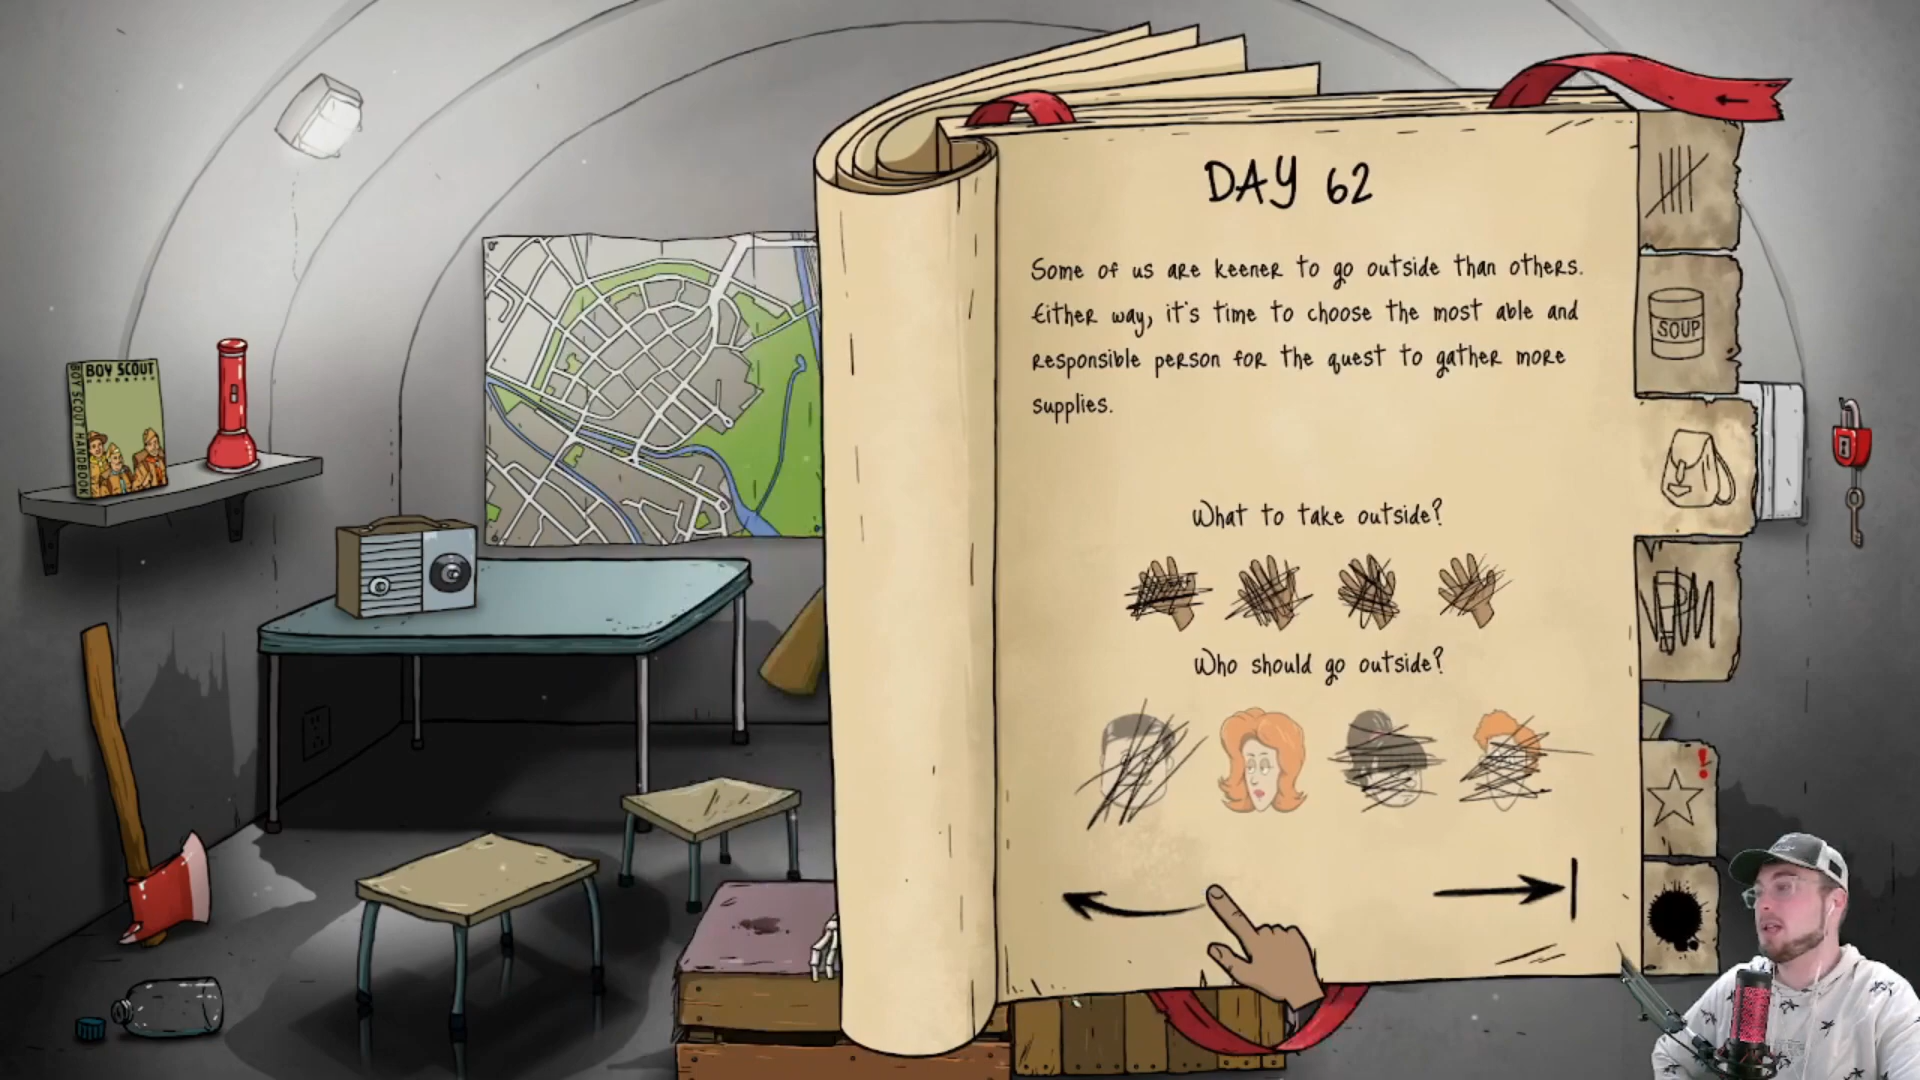 DAY 62
Some of us are keener to go outside than others.
Either way, it's time to choose the most able and
responsible person for the quest to gather more
supplies.
What to take outside?
Who should go outside?
SOUP
!
BOY SCOUT
HANDBOOK
BOY SCOUT HANDBOOK